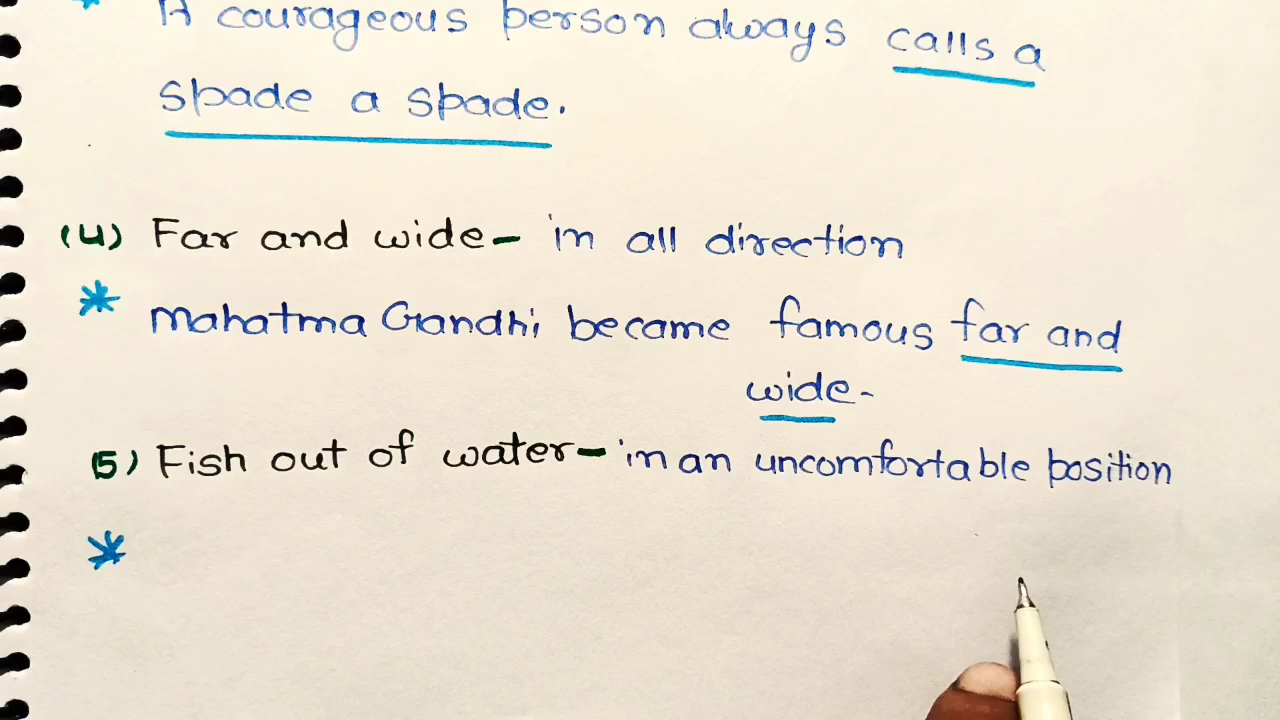 * A courageous person always calls a
spade a spade.
(4) Far and wide- in all direction
* Mahatma Gandhi became famous far and
wide-
(5) Fish out of water- in an uncomfortable position
*